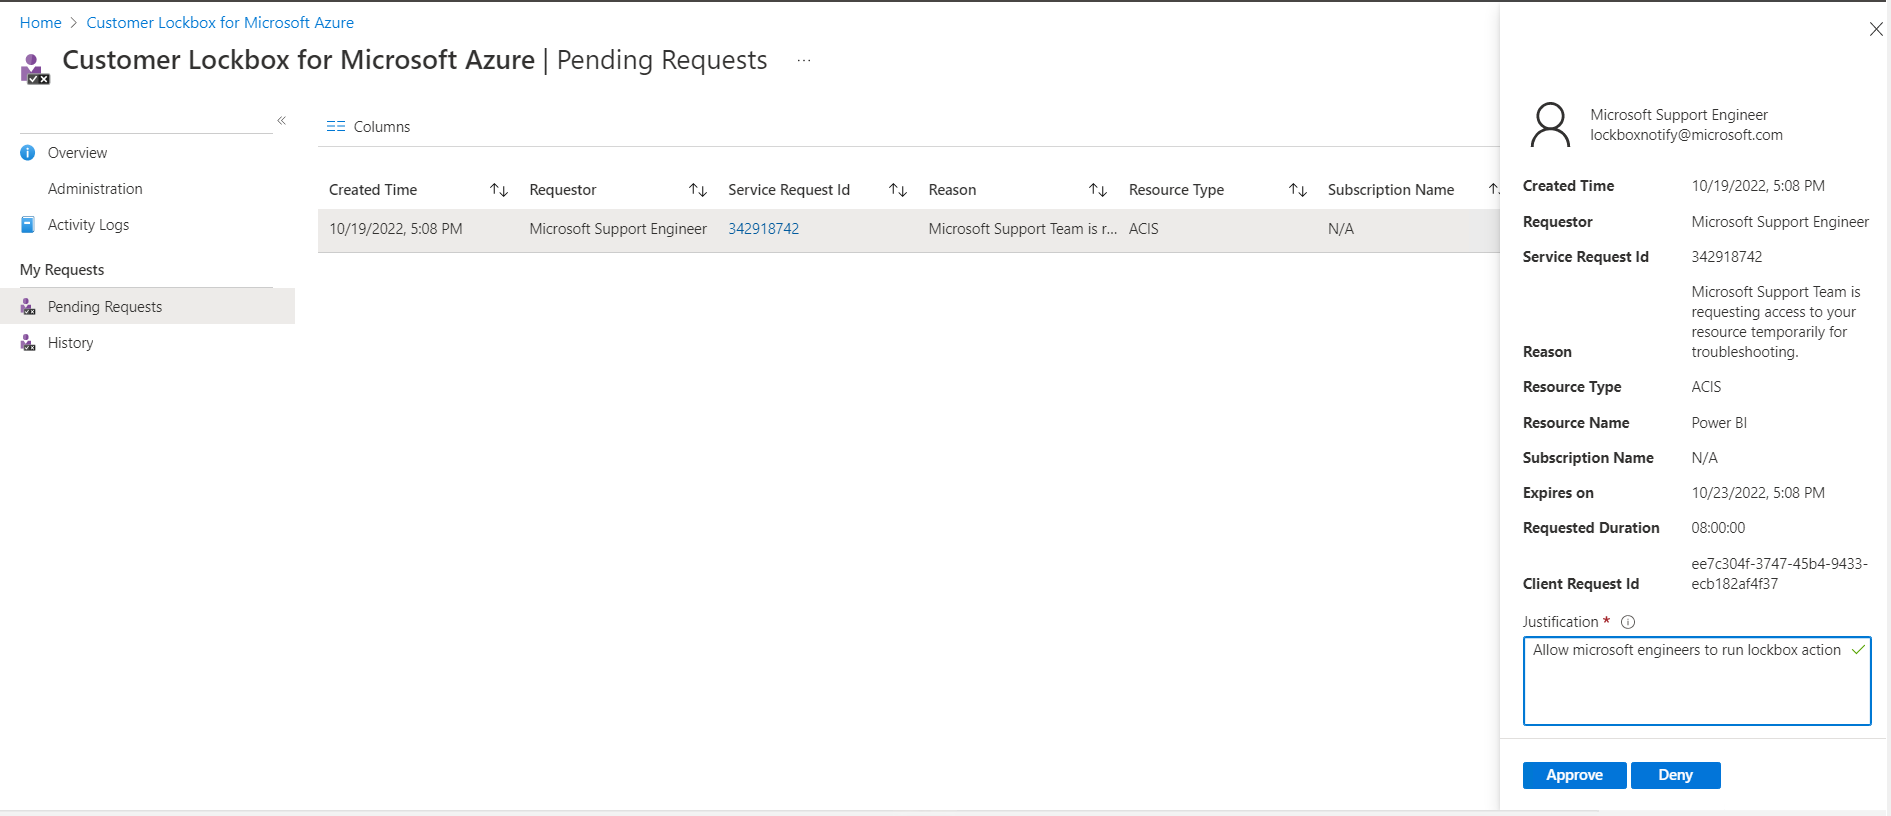 Home > Customer Lockbox for Microsoft Azure
Customer Lockbox for Microsoft Azure | Pending Requests ...
«
Overview
Administration
Activity Logs
My Requests
Pending Requests
History
Columns
Created Time ↑↓ Requestor ↑↓ Service Request Id ↑↓ Reason ↑↓ Resource Type ↑↓ Subscription Name
10/19/2022, 5:08 PM Microsoft Support Engineer 342918742 Microsoft Support Team is r... ACIS N/A
Microsoft Support Engineer
lockboxnotify@microsoft.com
Created Time 10/19/2022, 5:08 PM
Requestor Microsoft Support Engineer
Service Request Id 342918742
Microsoft Support Team is
requesting access to your
resource temporarily for
Reason troubleshooting.
Resource Type ACIS
Resource Name Power BI
Subscription Name N/A
Expires on 10/23/2022, 5:08 PM
Requested Duration 08:00:00
ee7c304f-3747-45b4-9433-
Client Request Id ecb182af4f37
Justification *
Allow microsoft engineers to run lockbox action
Approve Deny